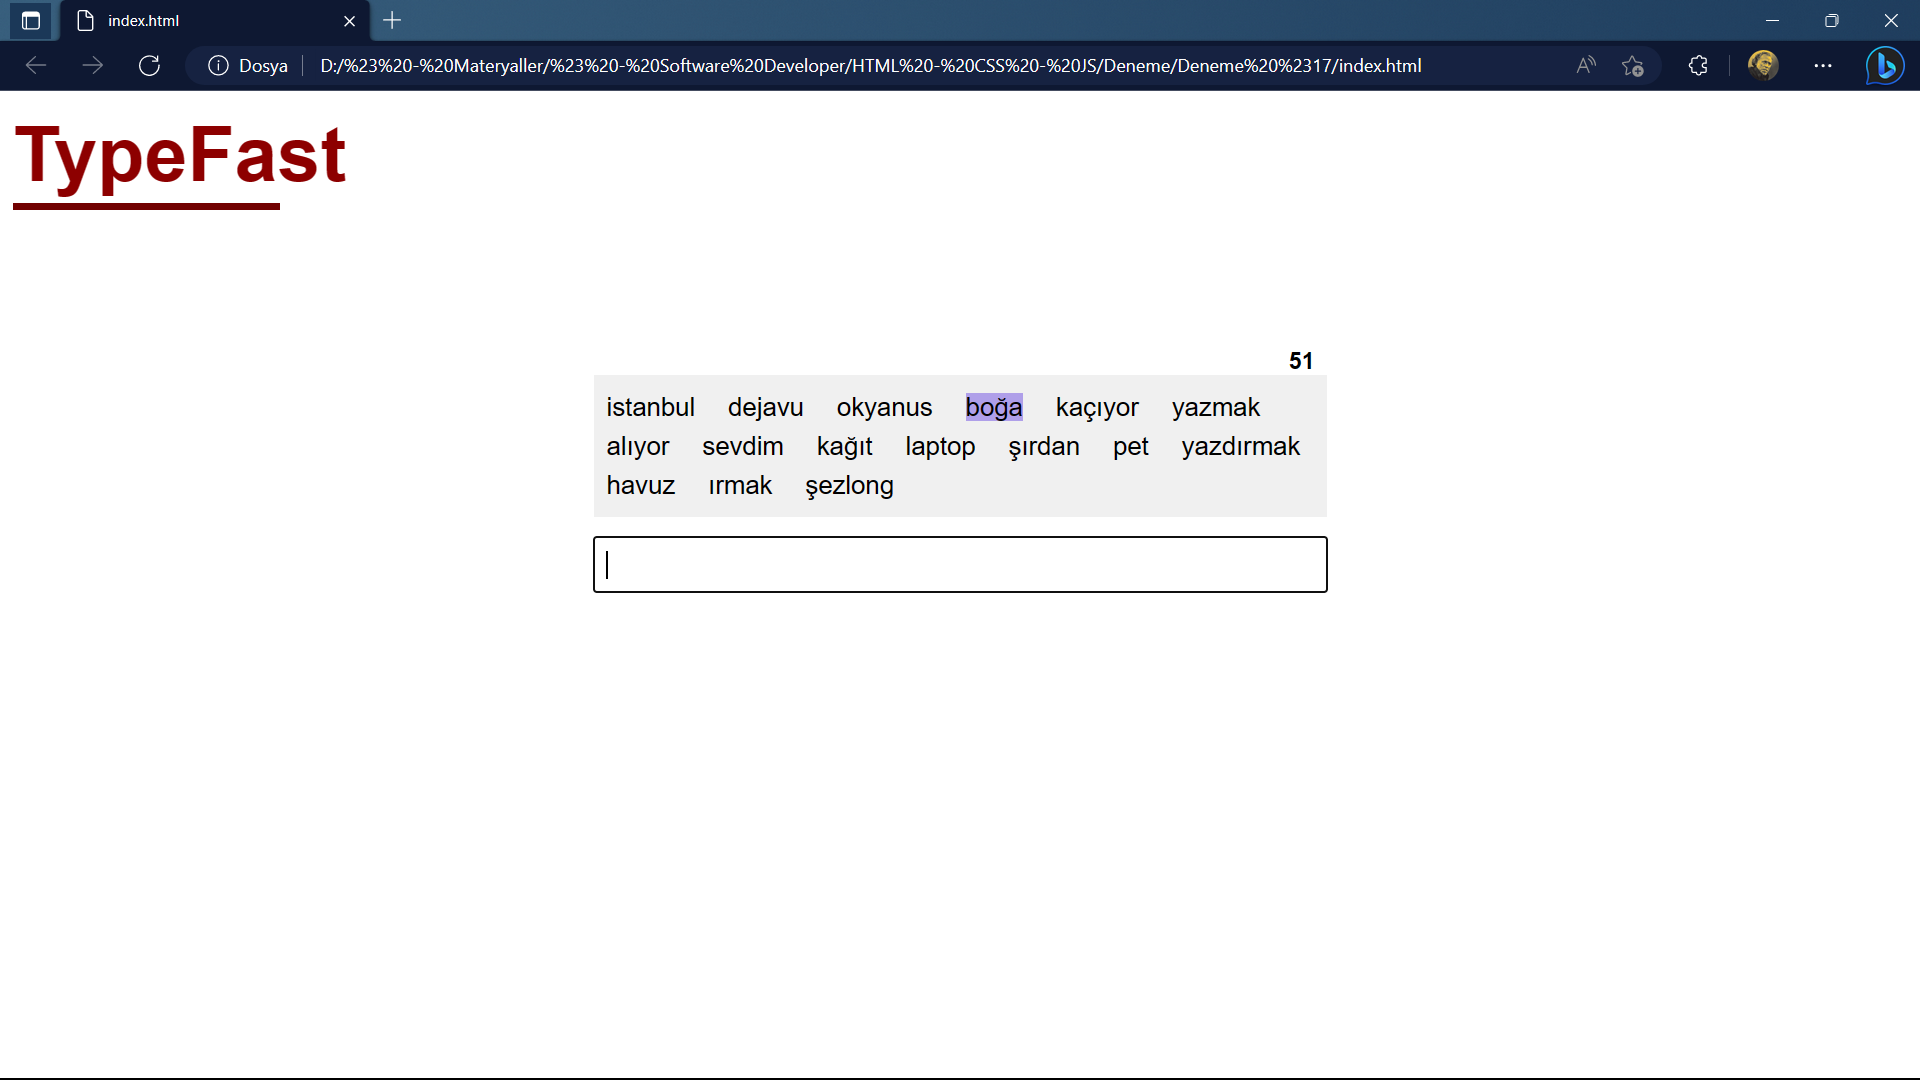 index.html
Dosya D:/%23%20-%20Materyaller/%23%20-%20Software%20Developer/HTML%20-%20CSS%20-%20JS/Deneme/Deneme%20%2317/index.html
TypeFast
51
istanbul dejavu okyanus boğa kaçıyor yazmak
alıyor sevdim kağıt laptop şırdan pet yazdırmak
havuz ırmak şezlong